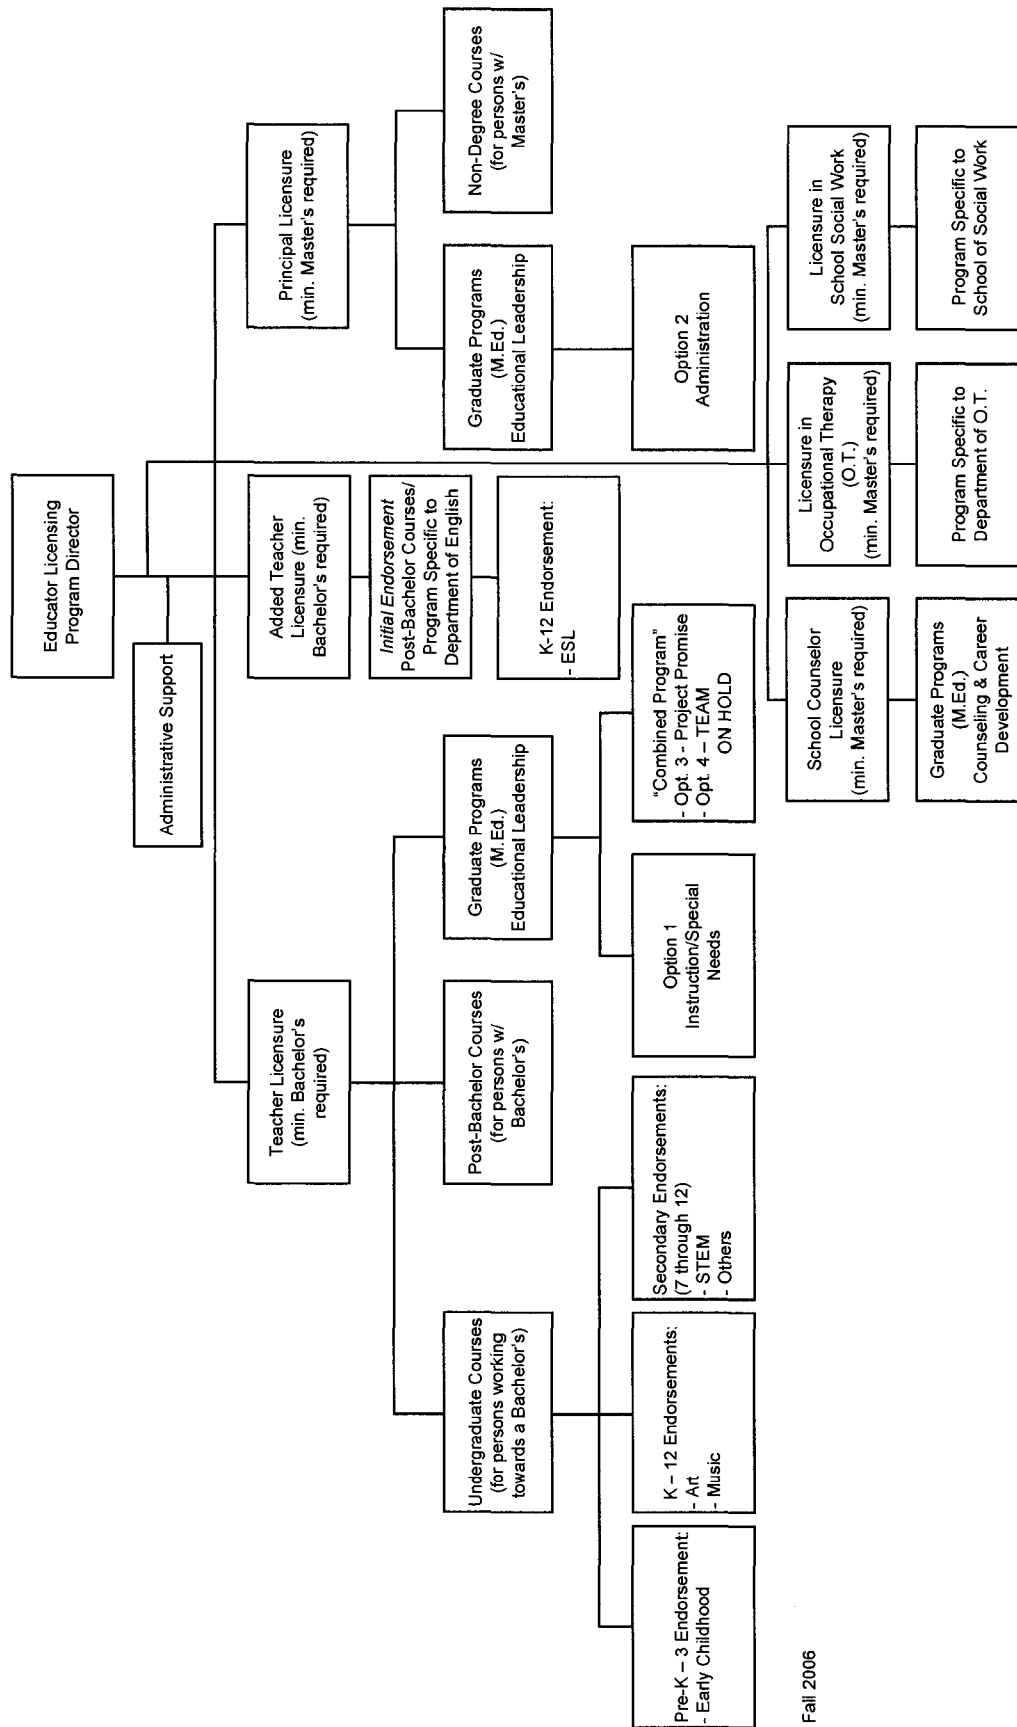 Educator Licensing
Program Director
Administrative Support
Teacher Licensure
(min. Bachelor's
required)
Added Teacher
Licensure (min.
Bachelor's required)
Principal Licensure
(min. Master's required)
Undergraduate Courses
(for persons working
towards a Bachelor's)
Post-Bachelor Courses
(for persons w/
Bachelor's)
Graduate Programs
(M.Ed.)
Educational Leadership
Initial Endorsement
Post-Bachelor Courses/
Program Specific to
Department of English
Graduate Programs
(M.Ed.)
Educational Leadership
Non-Degree Courses
(for persons w/
Master's)
K-12 Endorsement:
- ESL
Pre-K – 3 Endorsement:
- Early Childhood
K – 12 Endorsements:
- Art
- Music
Secondary Endorsements:
(7 through 12)
- STEM
- Others
Option 1
Instruction/Special
Needs
"Combined Program"
- Opt. 3 - Project Promise
- Opt. 4 – TEAM
ON HOLD
Option 2
Administration
School Counselor
Licensure
(min. Master's required)
Licensure in
Occupational Therapy
(O.T.)
(min. Master's required)
Licensure in
School Social Work
(min. Master's required)
Graduate Programs
(M.Ed.)
Counseling & Career
Development
Program Specific to
Department of O.T.
Program Specific to
School of Social Work
Fall 2006